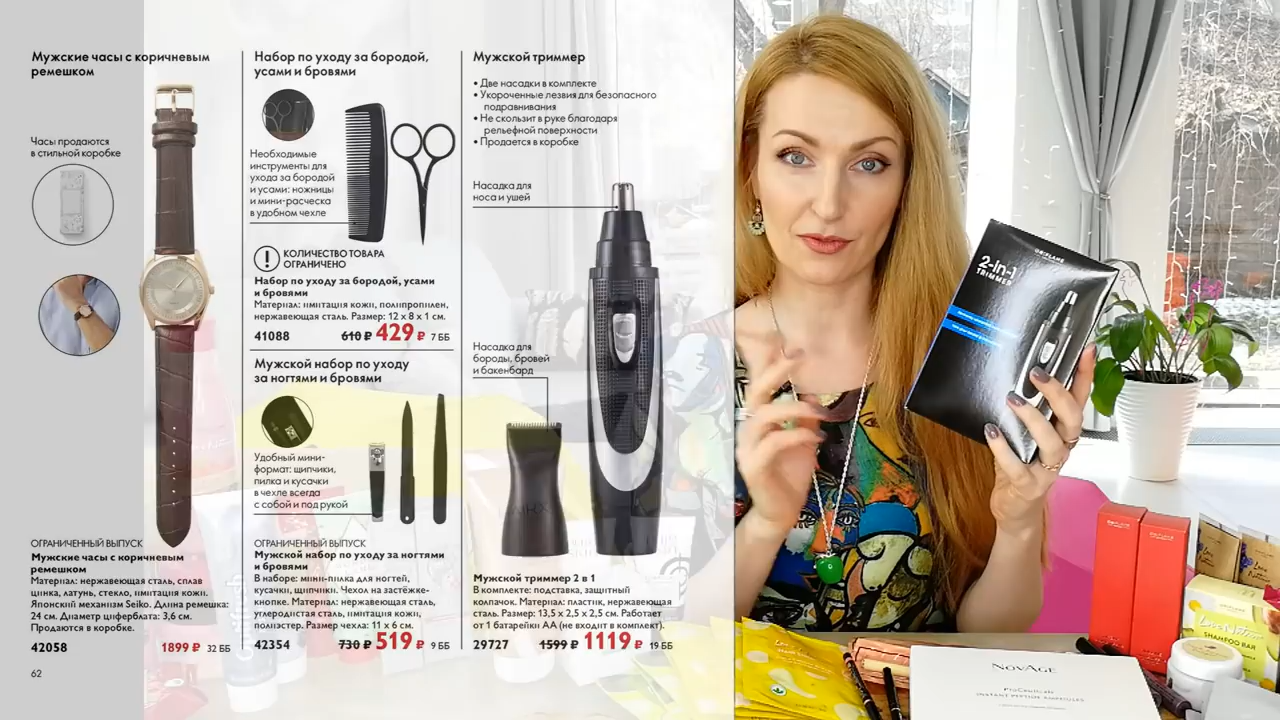 Мужские часы с коричневым
ремешком
Часы продаются
в стильной коробке
ОГРАНИЧЕННЫЙ ВЫПУСК
Мужские часы с коричневым
ремешком
Материал: нержавеющая сталь, сплав
цинка, латунь, стекло, имитация кожи.
Японский механизм Seiko. Длина ремешка:
24 см. Диаметр циферблата: 3,6 см.
Продаются в коробке.
42058 1899 ₽ 32 ББ
62
Набор по уходу за бородой,
усами и бровями
Необходимые
инструменты для
ухода за бородой
и усами: ножницы
и мини-расческа
в удобном чехле
КОЛИЧЕСТВО ТОВАРА
ОГРАНИЧЕНО
Набор по уходу за бородой, усами
и бровями
Материал: имитация кожи, полипропилен,
нержавеющая сталь. Размер: 12 х 8 х 1 см.
41088 610 ₽ 429 ₽ 7 ББ
Мужской набор по уходу
за ногтями и бровями
Удобный мини-
формат: щипчики,
пилка и кусачки
в чехле всегда
с собой и под рукой
ОГРАНИЧЕННЫЙ ВЫПУСК
Мужской набор по уходу за ногтями
и бровями
В наборе: мини-пилка для ногтей,
кусачки, щипчики. Чехол на застёжке-
кнопке. Материал: нержавеющая сталь,
углеродистая сталь, имитация кожи,
полиэстер. Размер чехла: 11 х 6 см.
42354 730 ₽ 519 ₽ 9 ББ
Мужской триммер
• Две насадки в комплекте
• Укороченные лезвия для безопасного
подравнивания
• Не скользит в руке благодаря
рельефной поверхности
• Продается в коробке
Насадка для
носа и ушей
Насадка для
бороды, бровей
и бакенбард
Мужской триммер 2 в 1
В комплекте: подставка, защитный
колпачок. Материал: пластик, нержавеющая
сталь. Размер: 13,5 х 2,5 х 2,5 см. Работает
от 1 батарейки АА (не входит в комплект).
29727 1599 ₽ 1119 ₽ 19 ББ
ORIFLAME
2-in-1
TRIMMER
NOVAGE
ProCeuticals
INSTANT PEPTIDE AMPOULES
Love Nature
SHAMPOO BAR